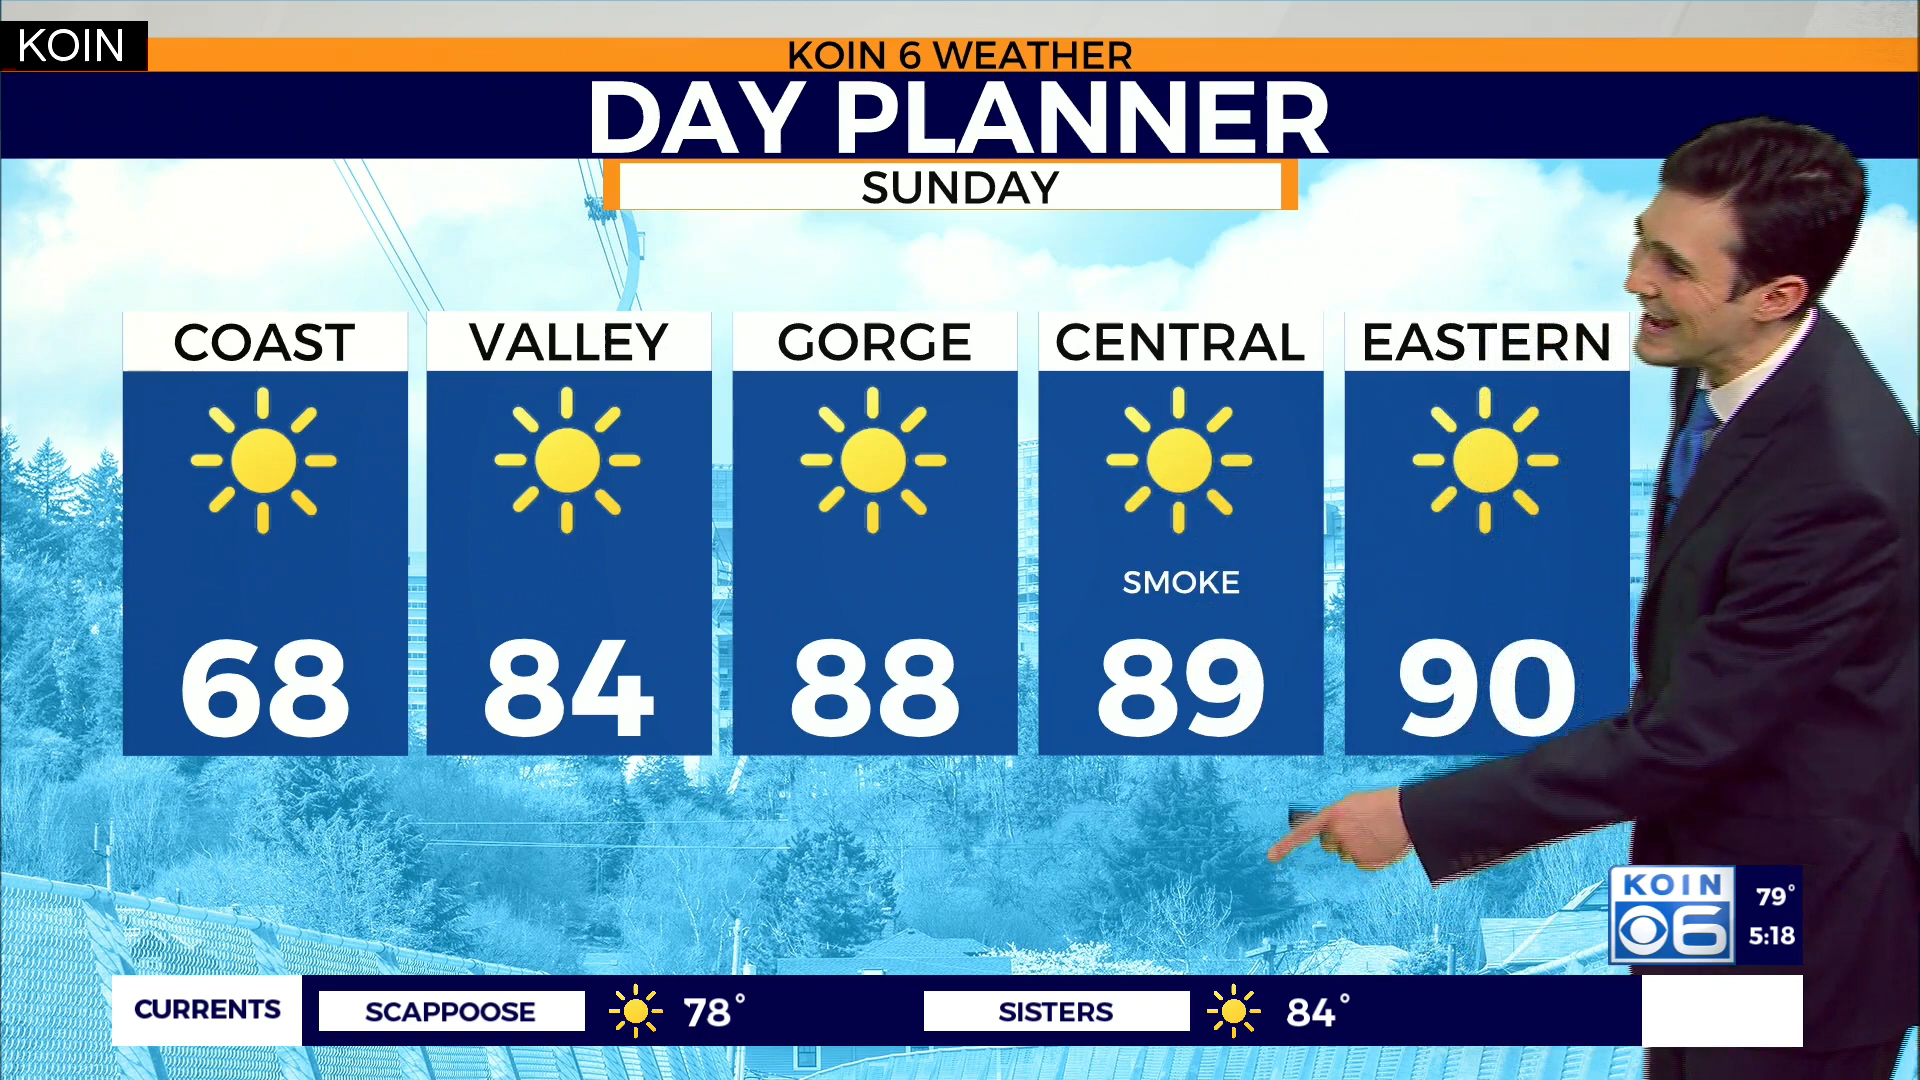 KOIN
KOIN 6 WEATHER
DAY PLANNER
SUNDAY
COAST
VALLEY
GORGE
CENTRAL
EASTERN
SMOKE
68
84
88
89
90
KOIN
6
79°
5:18
CURRENTS
SCAPPOOSE
78°
SISTERS
84°